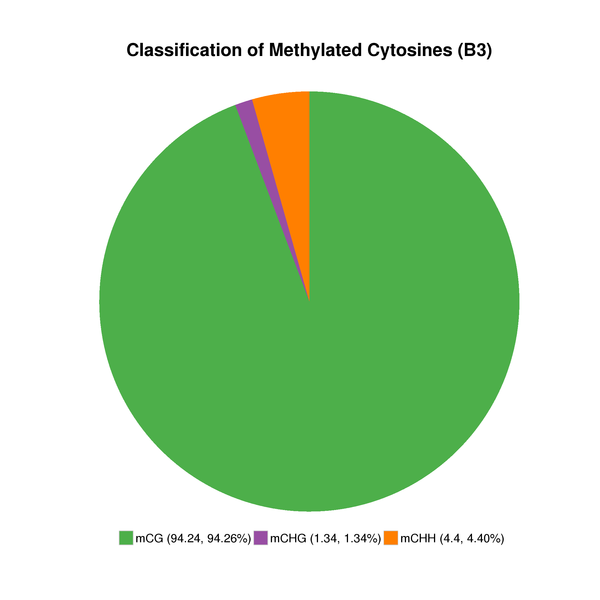 Classification of Methylated Cytosines (B3)
mCG (94.24, 94.26%) mCHG (1.34, 1.34%) mCHH (4.4, 4.40%)